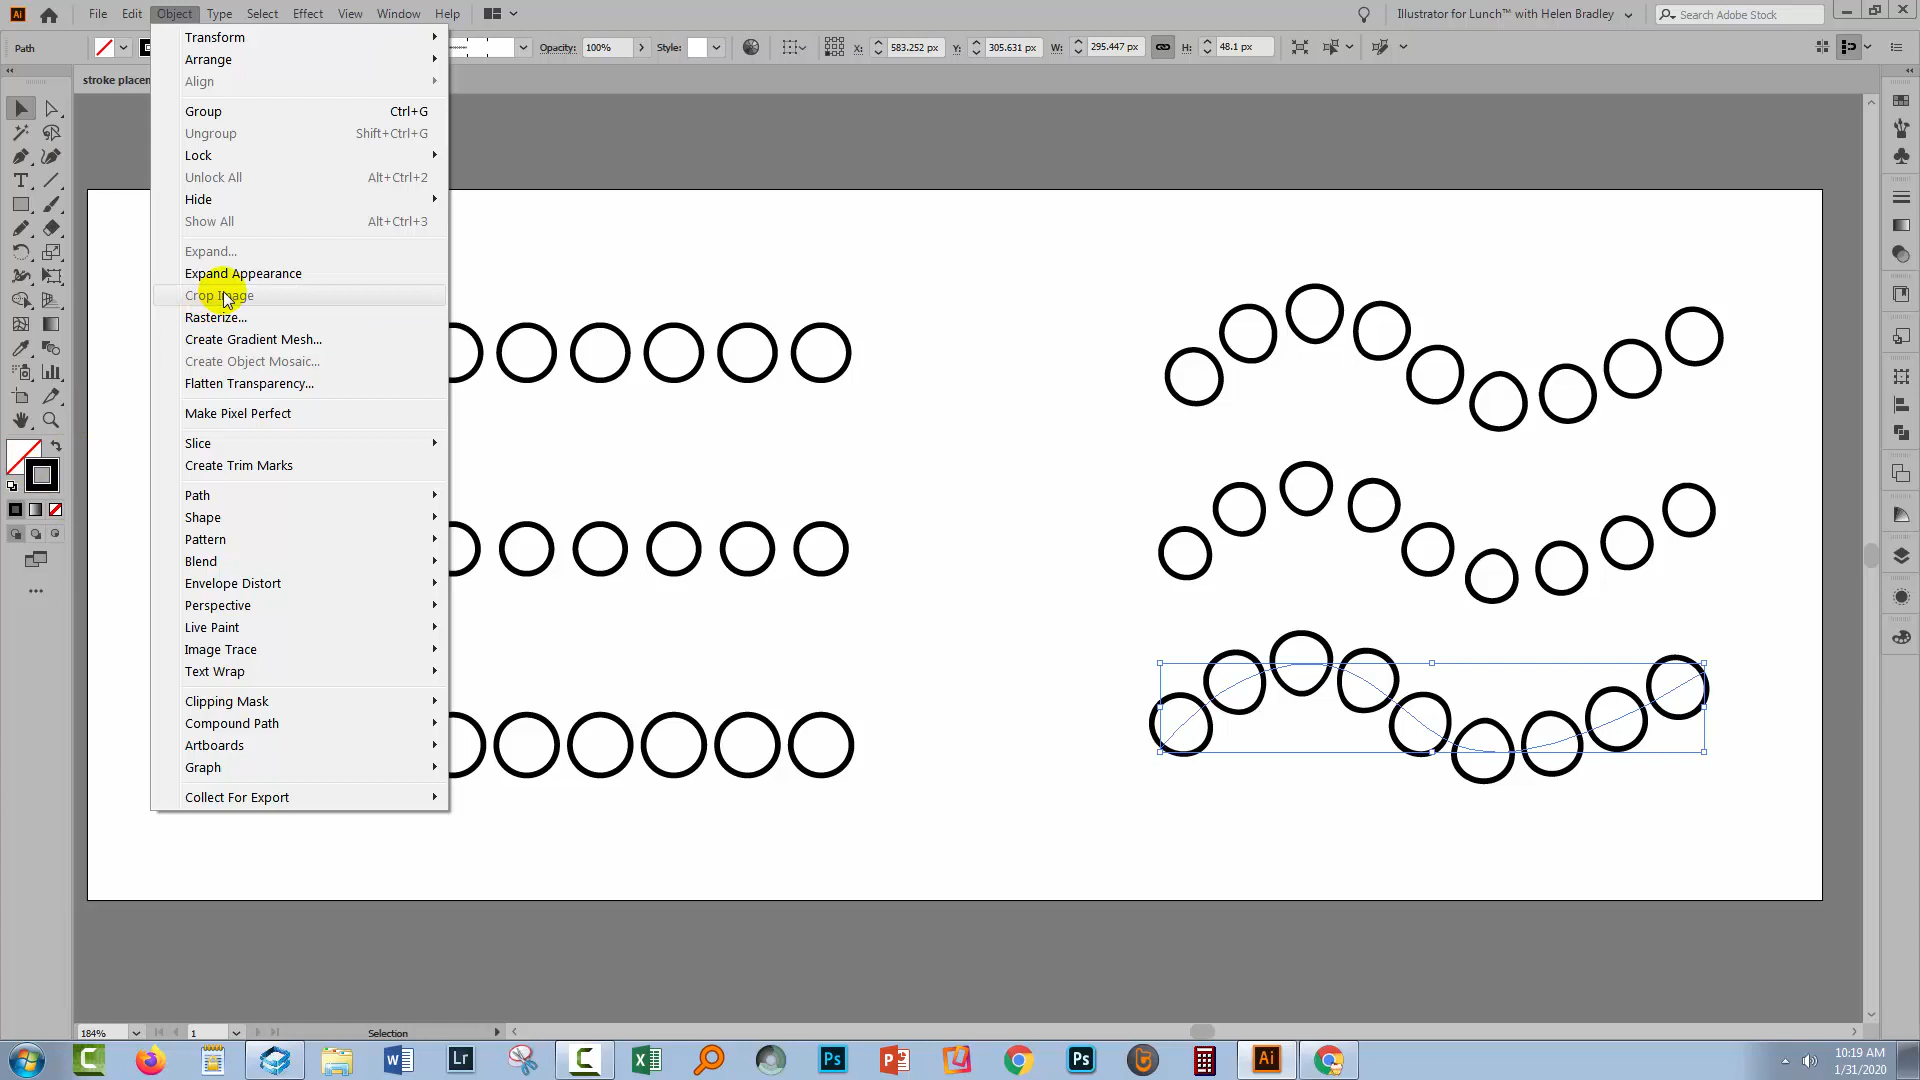 File Edit Object Type Select Effect View Window Help Illustrator for Lunch™ with Helen Bradley Search Adobe Stock
Path Opacity: 100% Style: X: 583.252 px Y: 305.631 px W: 295.447 px H: 48.1 px
stroke placem
Transform
Arrange
Align
Group Ctrl+G
Ungroup Shift+Ctrl+G
Lock
Unlock All Alt+Ctrl+2
Hide
Show All Alt+Ctrl+3
Expand...
Expand Appearance
Crop Image
Rasterize...
Create Gradient Mesh...
Create Object Mosaic...
Flatten Transparency...
Make Pixel Perfect
Slice
Create Trim Marks
Path
Shape
Pattern
Blend
Envelope Distort
Perspective
Live Paint
Image Trace
Text Wrap
Clipping Mask
Compound Path
Artboards
Graph
Collect For Export
184% 1 Selection
10:19 AM
1/31/2020